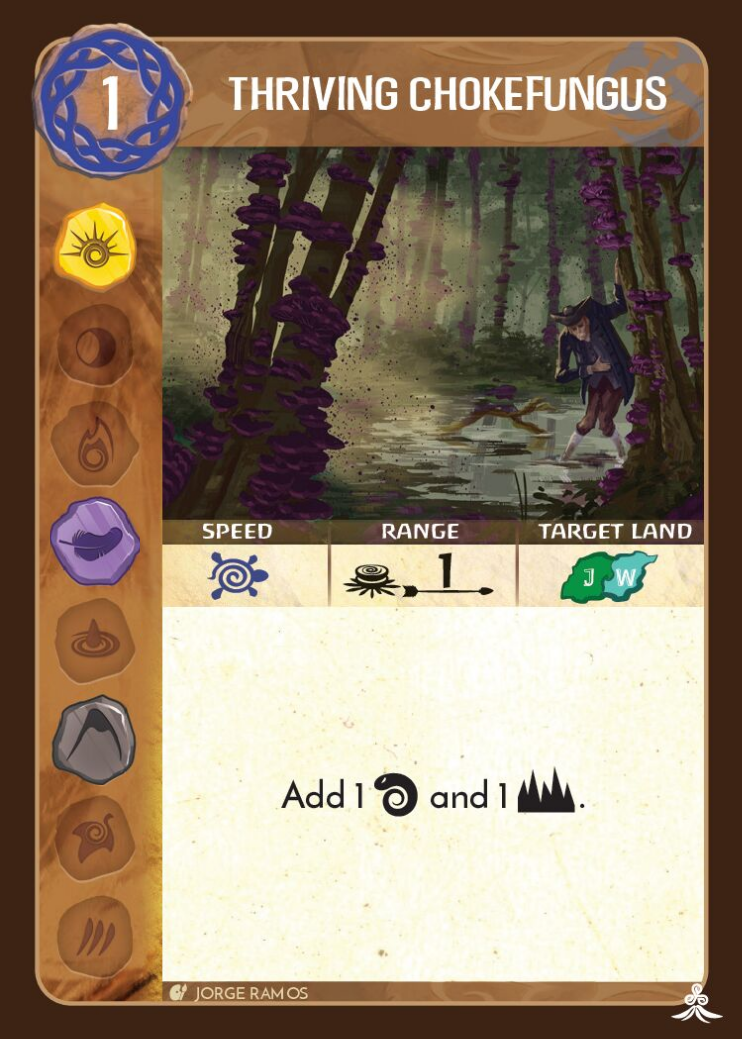 1
THRIVING CHOKEFUNGUS
SPEED RANGE TARGET LAND
1 J W
Add 1 and 1 .
JORGE RAMOS